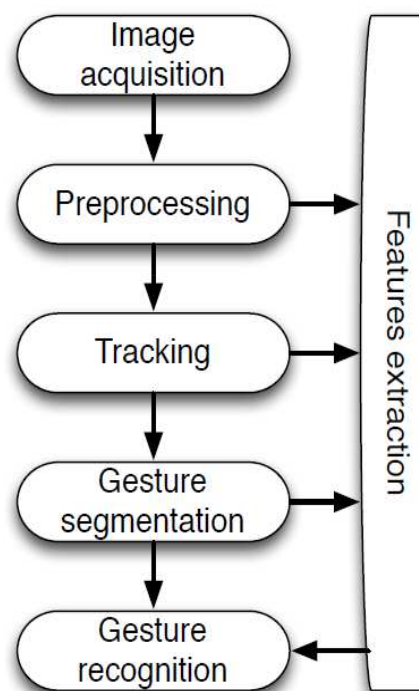 Image
acquisition
Preprocessing
Tracking
Gesture
segmentation
Gesture
recognition
Features extraction